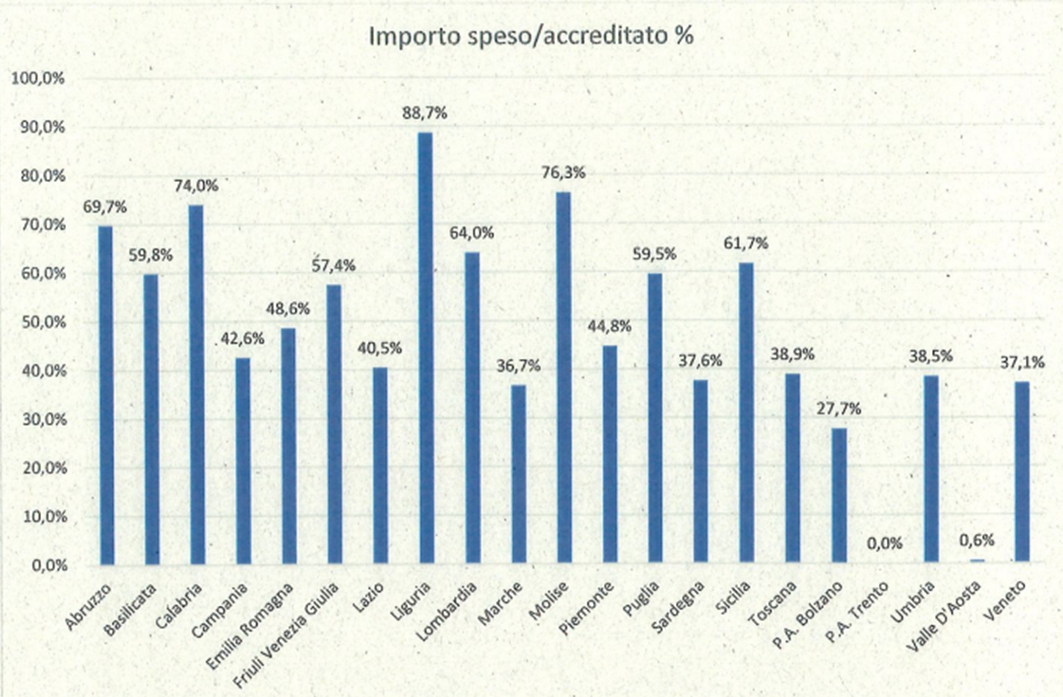 Importo speso/accreditato %
100,0%
90,0%
80,0%
70,0%
60,0%
50,0%
40,0%
30,0%
20,0%
10,0%
0,0%
69,7%
59,8%
74,0%
42,6%
48,6%
57,4%
40,5%
88,7%
64,0%
36,7%
76,3%
44,8%
59,5%
37,6%
61,7%
38,9%
27,7%
0,0%
38,5%
0,6%
37,1%
Abruzzo
Basilicata
Calabria
Campania
Emilia Romagna
Friuli Venezia Giulia
Lazio
Liguria
Lombardia
Marche
Molise
Piemonte
Puglia
Sardegna
Sicilia
Toscana
P.A. Bolzano
P.A. Trento
Umbria
Valle D'Aosta
Veneto